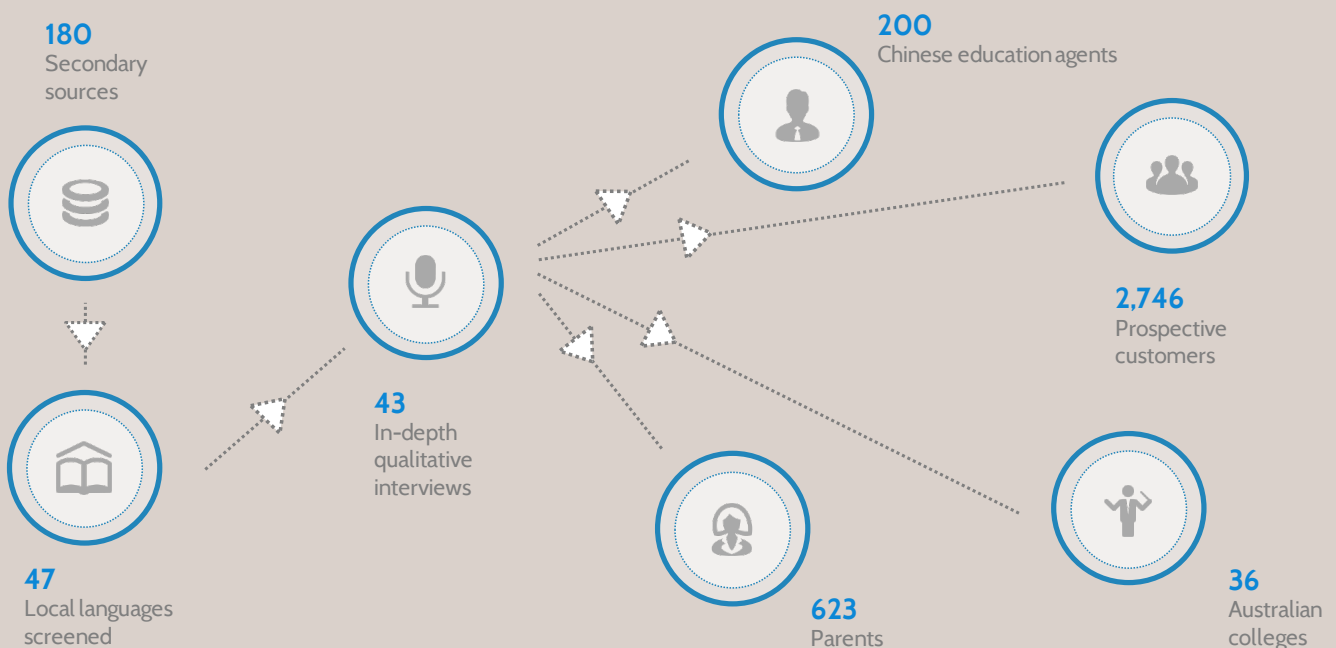 180
Secondary
sources
47
Local languages
screened
43
In-depth
qualitative
interviews
200
Chinese education agents
2,746
Prospective
customers
623
Parents
36
Australian
colleges